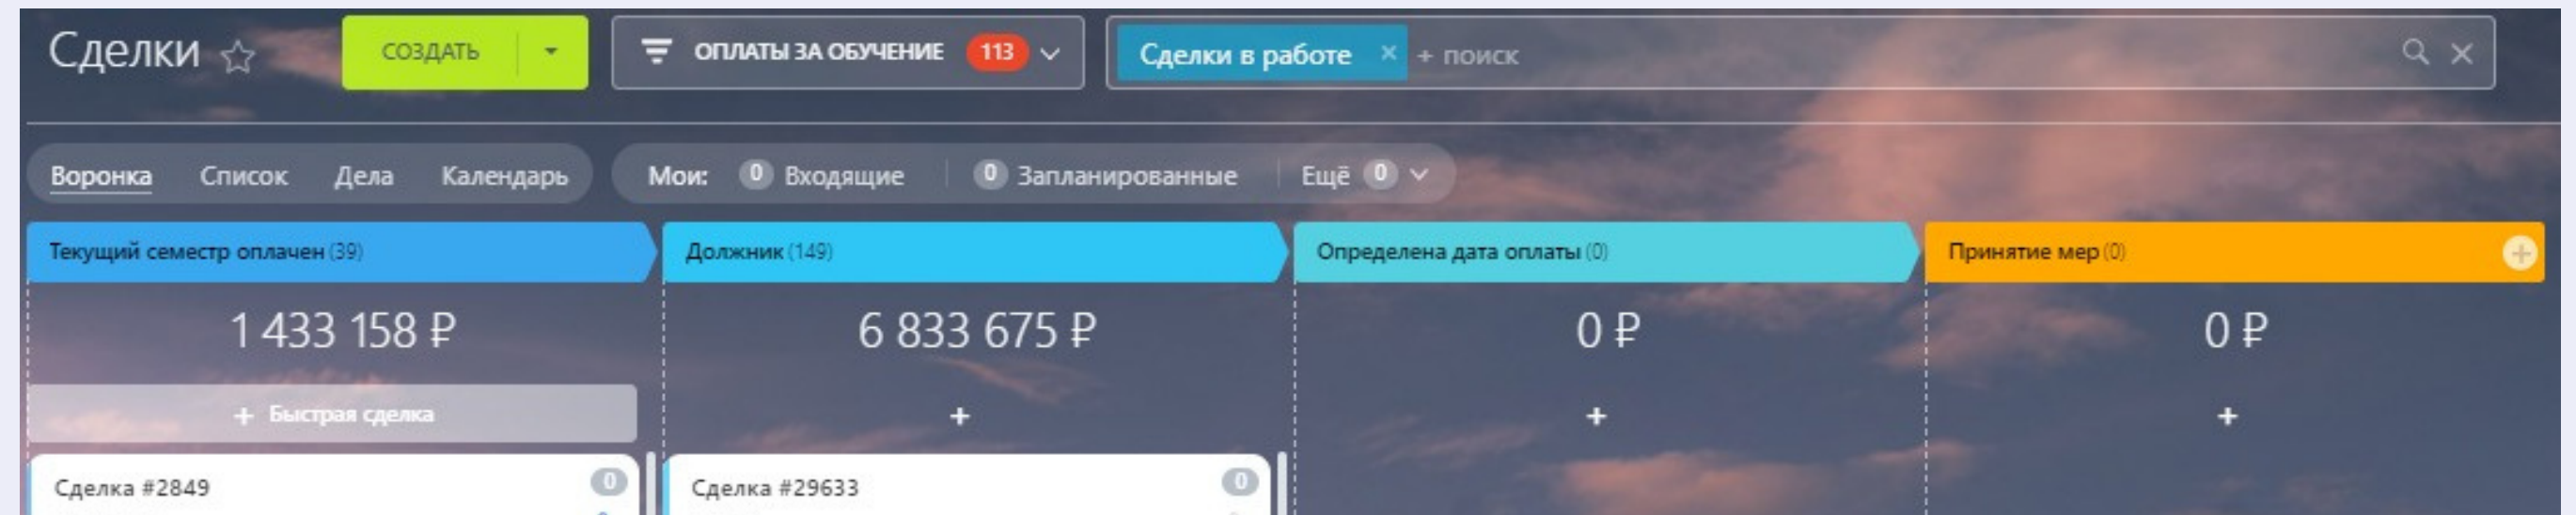 Сделки СОЗДАТЬ ОПЛАТЫ ЗА ОБУЧЕНИЕ 113 Сделки в работе × + поиск
Воронка Список Дела Календарь Мои: 0 Входящие 0 Запланированные Ещё 0
Текущий семестр оплачен (39) Должник (149) Определена дата оплаты (0) Принятие мер (0) +
1 433 158 ₽ 6 833 675 ₽ 0 ₽ 0 ₽
+ Быстрая сделка + + +
Сделка #2849 0 Сделка #29633 0